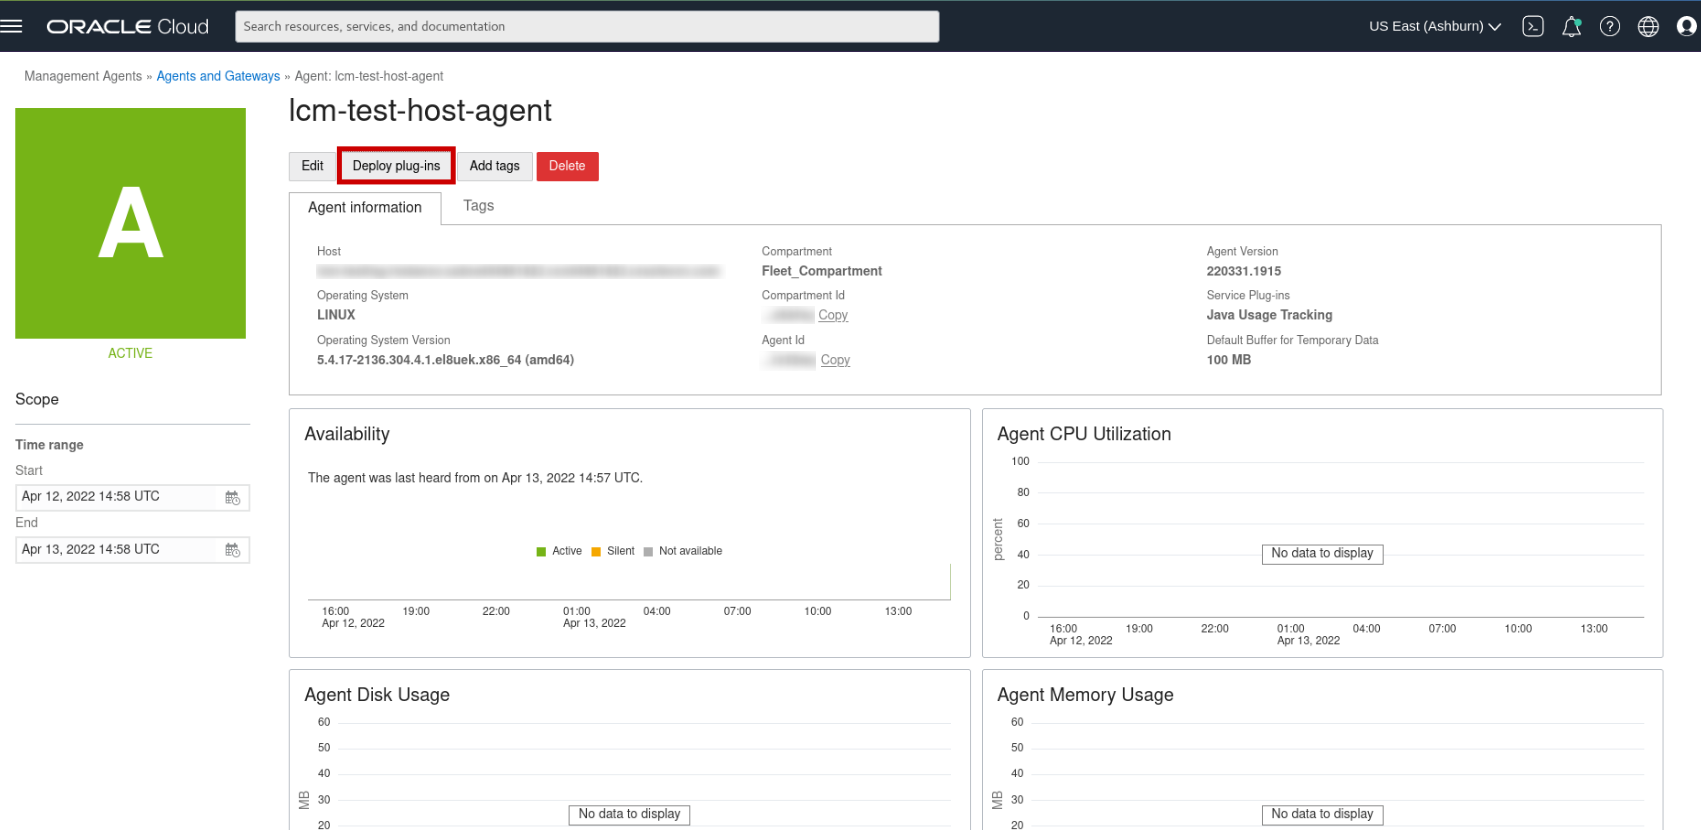 ORACLE Cloud
Search resources, services, and documentation
US East (Ashburn)
Management Agents » Agents and Gateways » Agent: lcm-test-host-agent
A
ACTIVE
Scope
Time range
Start
Apr 12, 2022 14:58 UTC
End
Apr 13, 2022 14:58 UTC
lcm-test-host-agent
Edit
Deploy plug-ins
Add tags
Delete
Agent information
Tags
Host
Operating System
LINUX
Operating System Version
5.4.17-2136.304.4.1.el8uek.x86_64 (amd64)
Compartment
Fleet_Compartment
Compartment Id
Copy
Agent Id
Copy
Agent Version
220331.1915
Service Plug-ins
Java Usage Tracking
Default Buffer for Temporary Data
100 MB
Availability
The agent was last heard from on Apr 13, 2022 14:57 UTC.
Active Silent Not available
16:00 19:00 22:00 01:00 04:00 07:00 10:00 13:00
Apr 12, 2022 Apr 13, 2022
Agent CPU Utilization
percent
100
80
60
40
20
0
No data to display
16:00 19:00 22:00 01:00 04:00 07:00 10:00 13:00
Apr 12, 2022 Apr 13, 2022
Agent Disk Usage
MB
60
50
40
30
20
No data to display
Agent Memory Usage
MB
60
50
40
30
20
No data to display